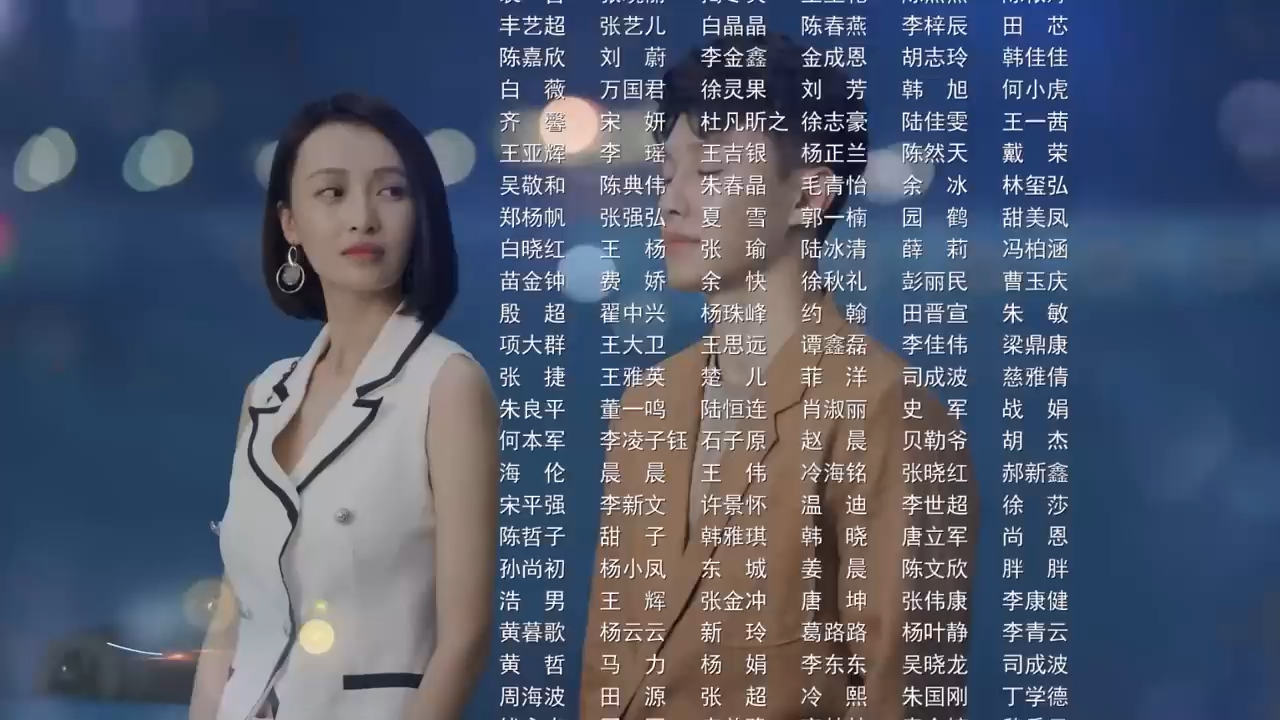 丰艺超 张艺儿 白晶晶 陈春燕 李梓辰 田 芯
陈嘉欣 刘 蔚 李金鑫 金成恩 胡志玲 韩佳佳
白 薇 万国君 徐灵果 刘 芳 韩 旭 何小虎
齐 馨 宋 妍 杜凡昕之 徐志豪 陆佳雯 王一茜
王亚辉 李 瑶 王吉银 杨正兰 陈然天 戴 荣
吴敬和 陈典伟 朱春晶 毛青怡 余 冰 林玺弘
郑杨帆 张强弘 夏 雪 郭一楠 园 鹤 甜美凤
白晓红 王 杨 张 瑜 陆冰清 薛 莉 冯柏涵
苗金钟 费 娇 余 快 徐秋礼 彭丽民 曹玉庆
殷 超 翟中兴 杨珠峰 约 翰 田晋宣 朱 敏
项大群 王大卫 王思远 谭鑫磊 李佳伟 梁鼎康
张 捷 王雅英 楚 儿 菲 洋 司成波 慈雅倩
朱良平 董一鸣 陆恒连 肖淑丽 史 军 战 娟
何本军 李凌子钰 石子原 赵 晨 贝勒爷 胡 杰
海 伦 晨 晨 王 伟 冷海铭 张晓红 郝新鑫
宋平强 李新文 许景怀 温 迪 李世超 徐 莎
陈哲子 甜 子 韩雅琪 韩 晓 唐立军 尚 恩
孙尚初 杨小凤 东 城 姜 晨 陈文欣 胖 胖
浩 男 王 辉 张金冲 唐 坤 张伟康 李康健
黄暮歌 杨云云 新 玲 葛路路 杨叶静 李青云
黄 哲 马 力 杨 娟 李东东 吴晓龙 司成波
周海波 田 源 张 超 冷 熙 朱国刚 丁学德